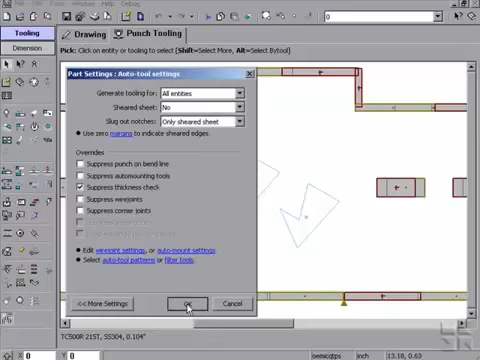 Help
Tooling
Drawing
Punch Tooling
0
Dimension
Pick: Click on entity or tooling to select [Shift=Select More, Alt=Select Bytool]
Part Settings : Auto-tool settings
Generate tooling for: All entities
Sheared sheet: No
Slug out notches: Only sheared sheet
Use zero margins to indicate sheared edges.
Overrides
Suppress punch on bend line
Suppress automounting tools
Suppress thickness check
Suppress wirejoints
Suppress corner joints
Edit wirejoint settings, or auto-mount settings.
Select auto-tool patterns or filter tools.
<< More Settings
OK
Cancel
TC500R 21ST, SS304, 0.104"
X 0
Y 0
13.10, 0.63